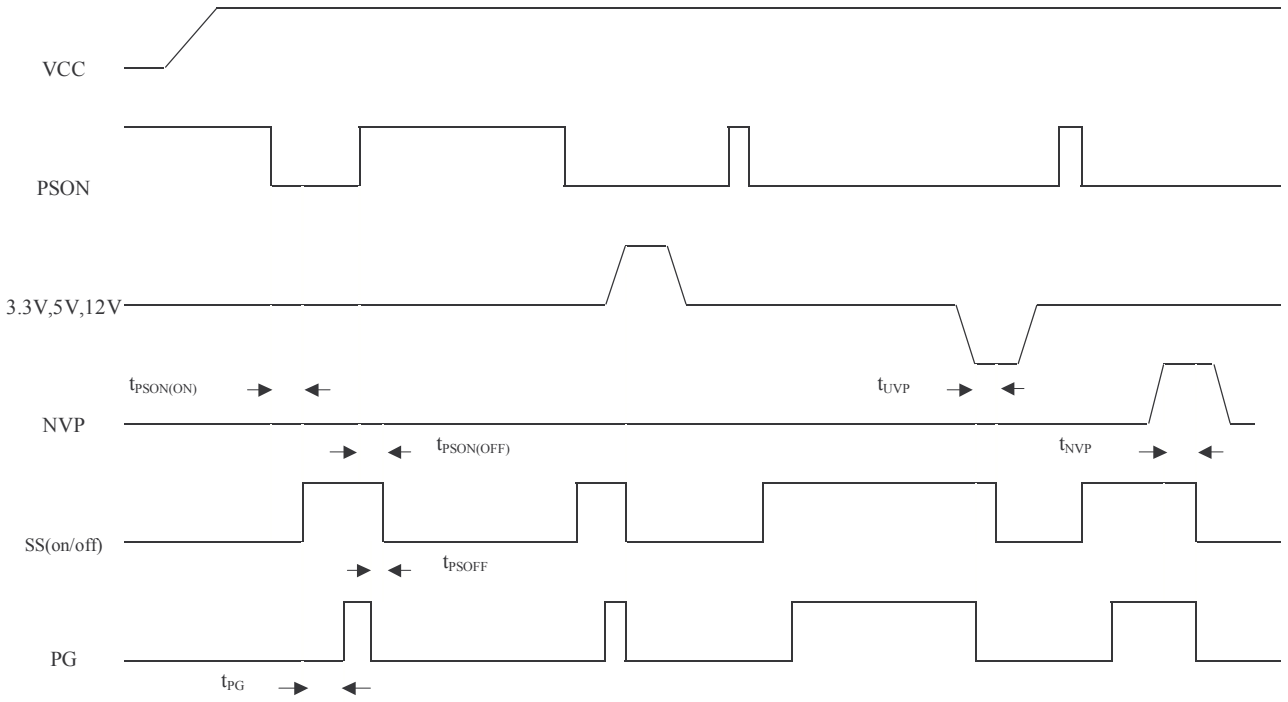 VCC
PSON
3.3V,5V,12V
tPSON(ON)
tUVP
NVP
tPSON(OFF)
tNVP
SS(on/off)
tPSOFF
PG
tPG